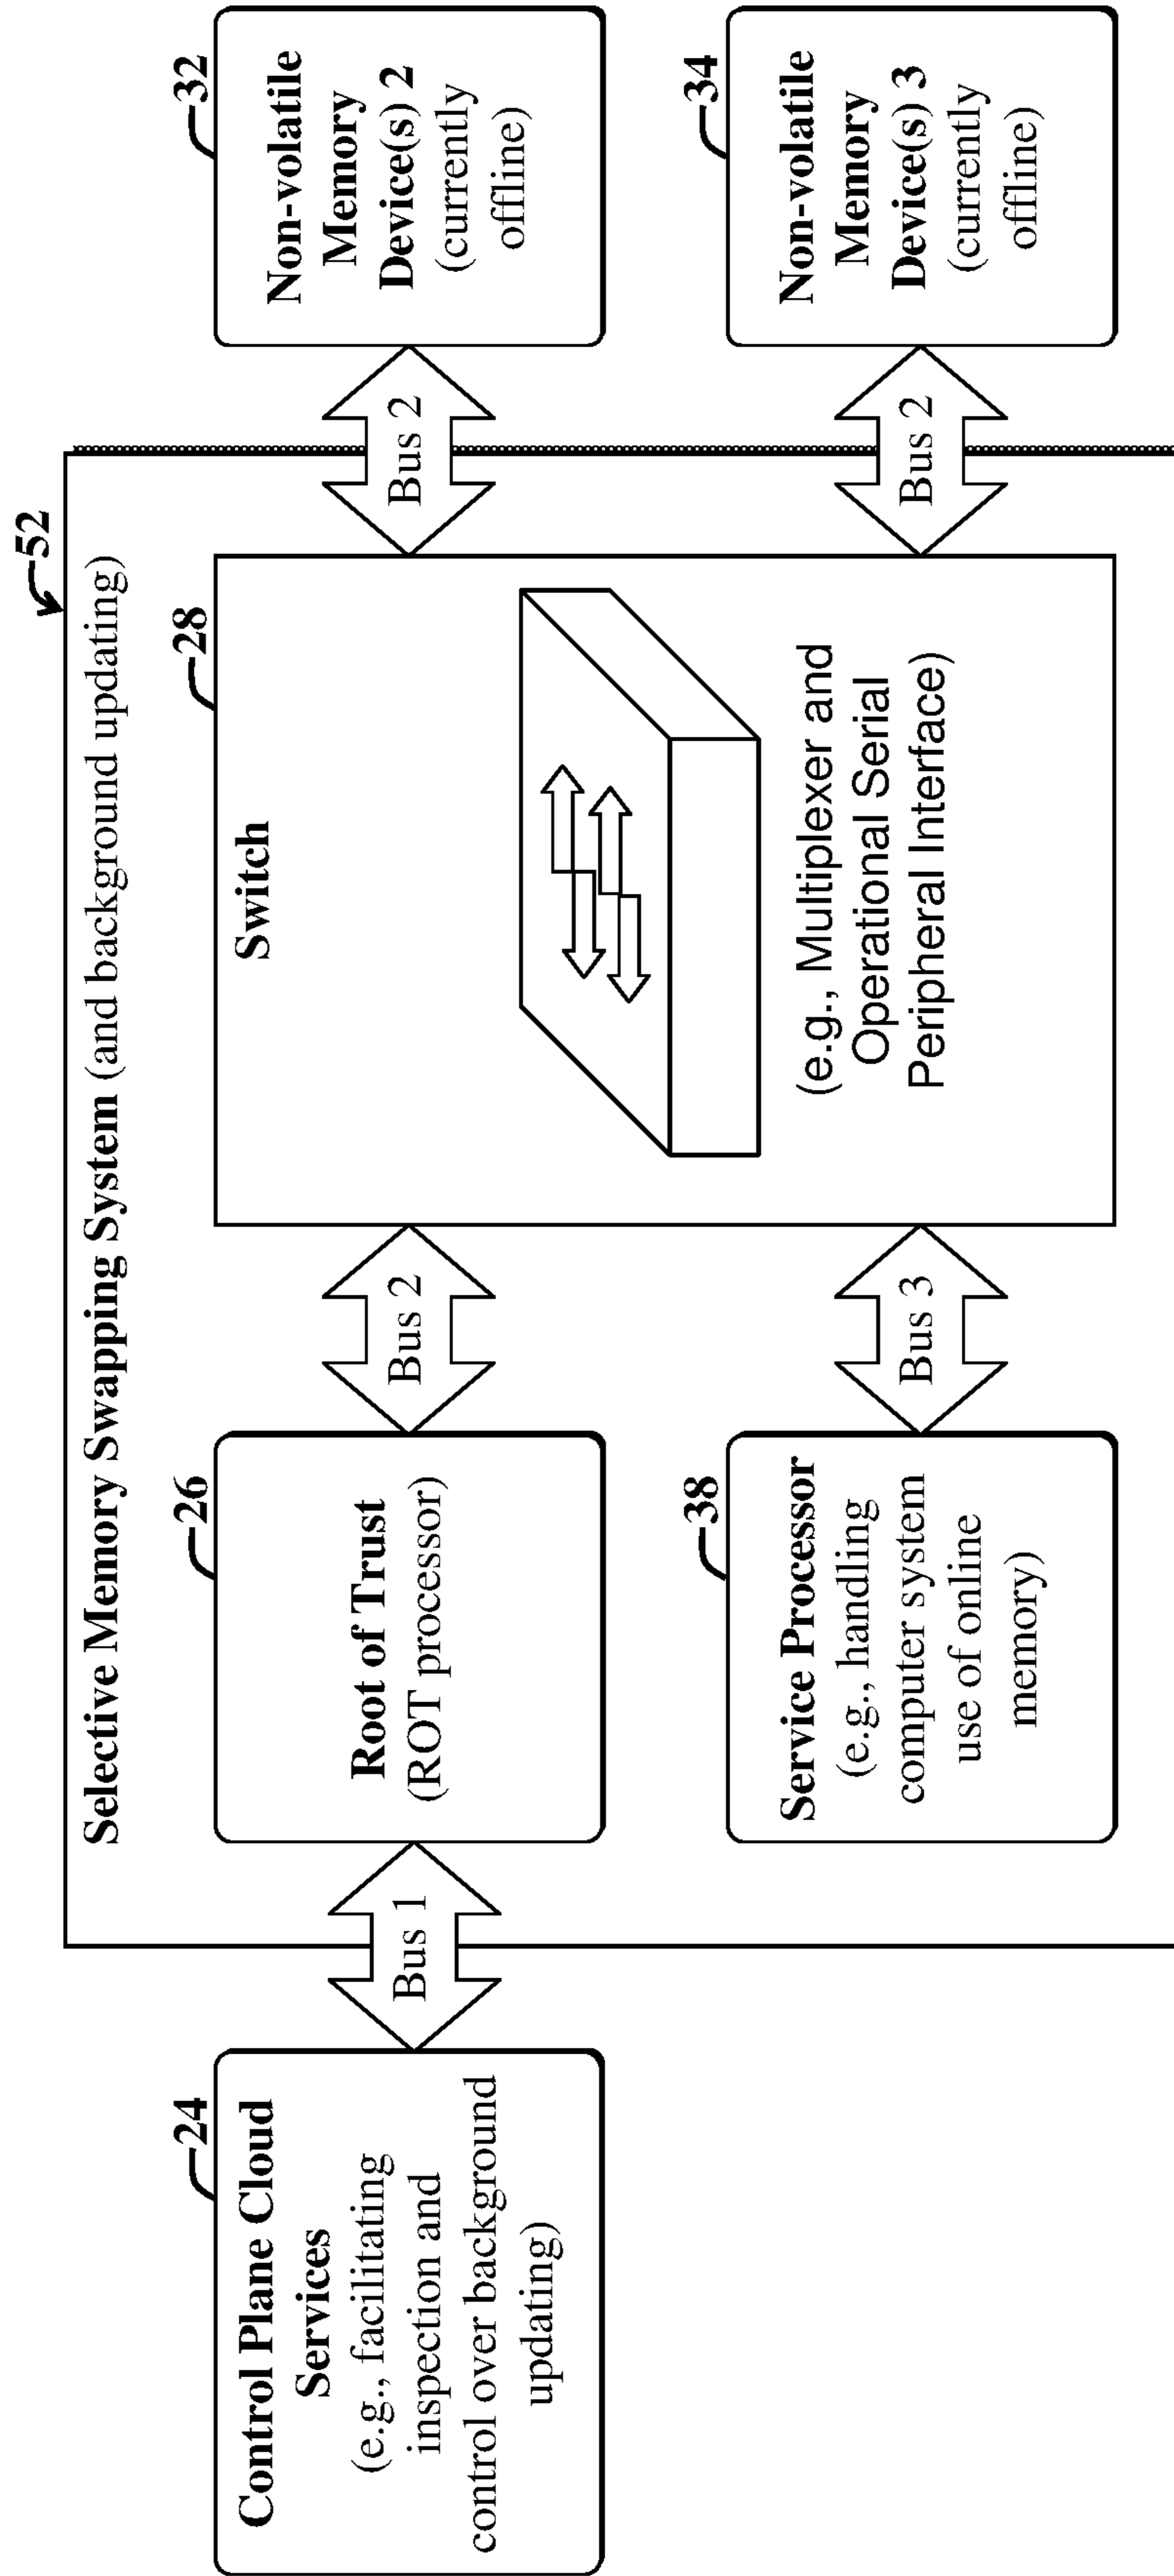 52
Selective Memory Swapping System (and background updating)
24
Control Plane Cloud
Services
(e.g., facilitating
inspection and
control over background
updating)
Bus 1
26
Root of Trust
(ROT processor)
Bus 2
38
Service Processor
(e.g., handling
computer system
use of online
memory)
Bus 3
28
Switch
(e.g., Multiplexer and
Operational Serial
Peripheral Interface)
Bus 2
32
Non-volatile
Memory
Device(s) 2
(currently
offline)
Bus 2
34
Non-volatile
Memory
Device(s) 3
(currently
offline)